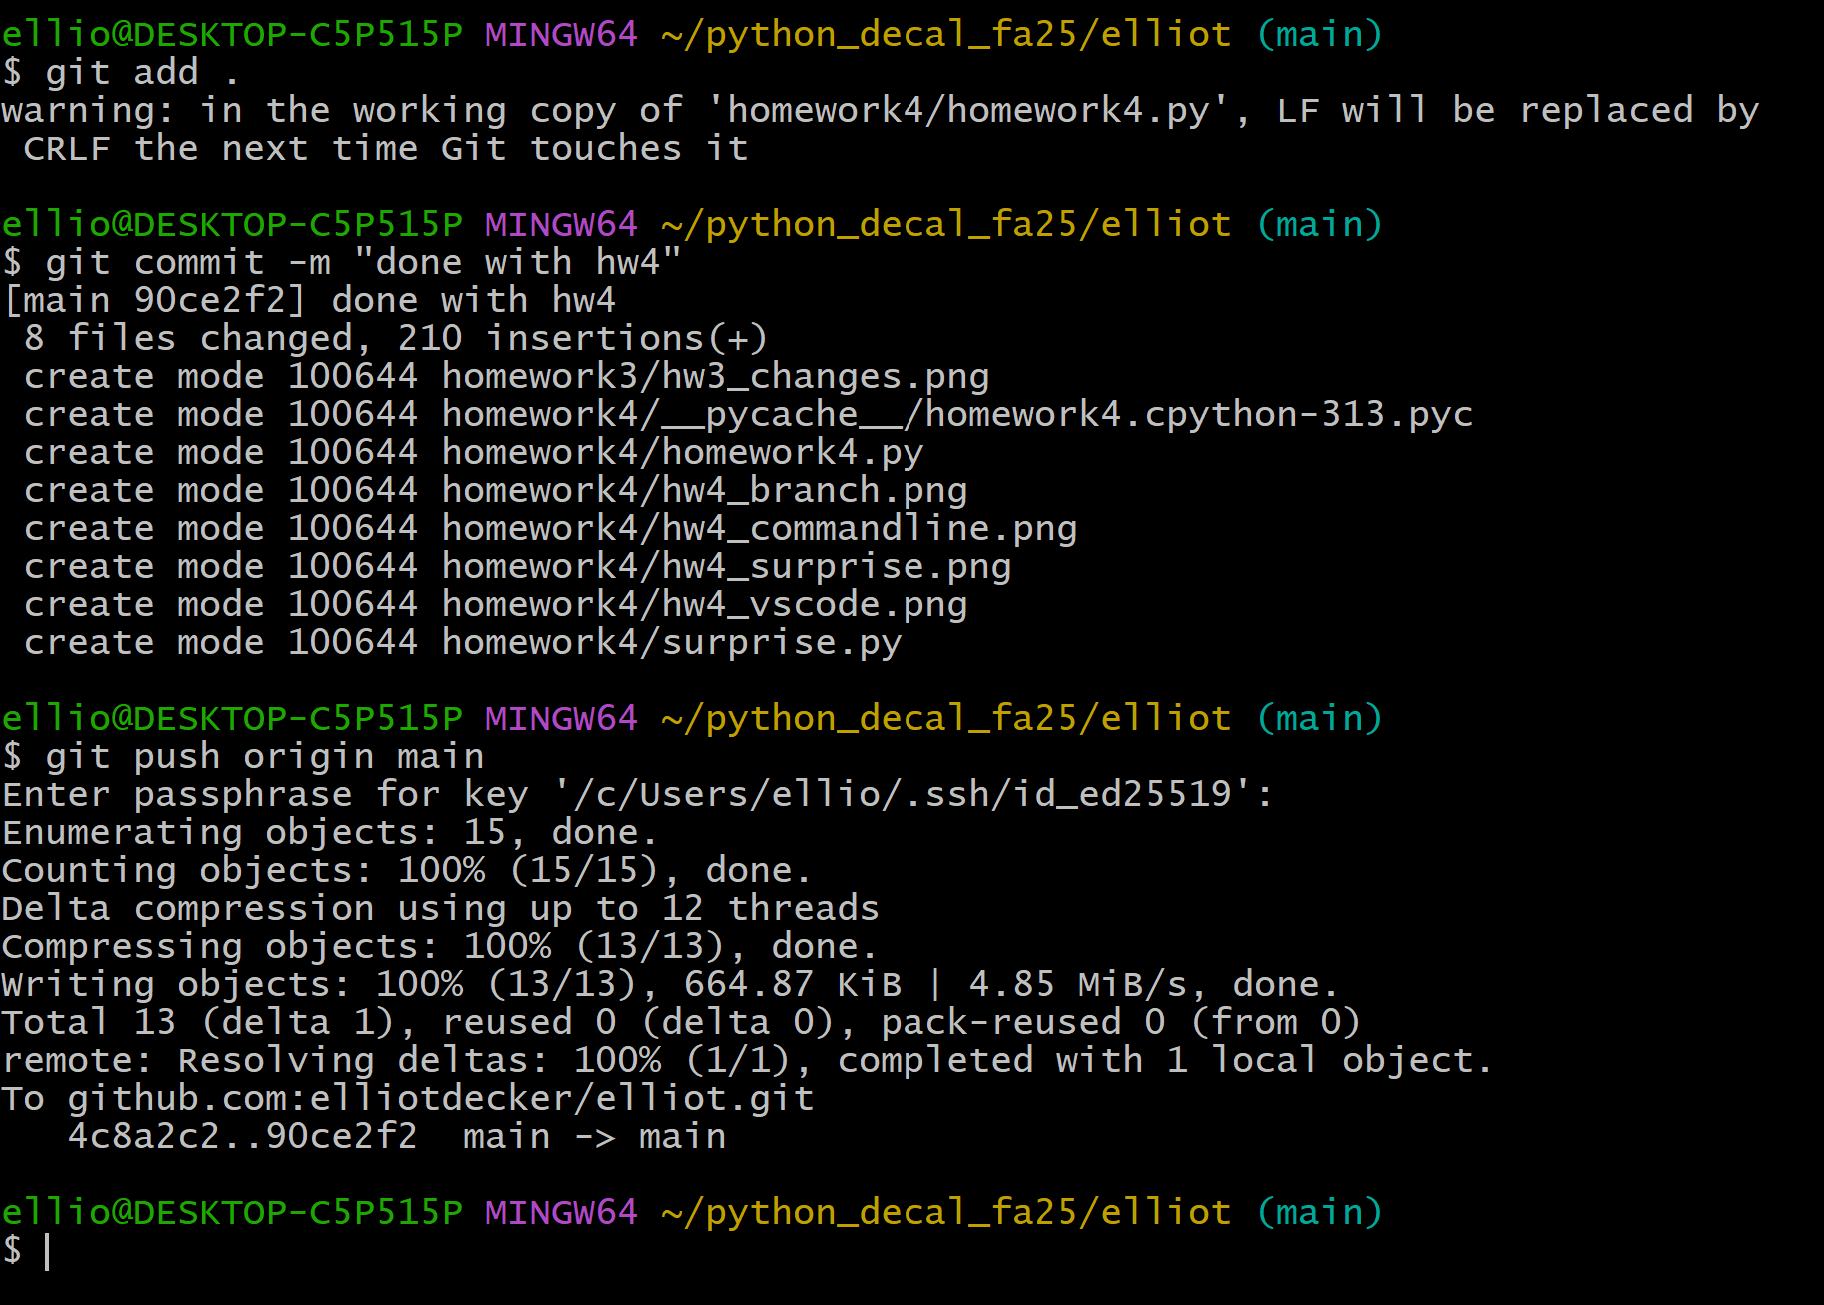 ellio@DESKTOP-C5P515P MINGW64 ~/python_decal_fa25/elliot (main)
$ git add .
warning: in the working copy of 'homework4/homework4.py', LF will be replaced by
 CRLF the next time Git touches it
ellio@DESKTOP-C5P515P MINGW64 ~/python_decal_fa25/elliot (main)
$ git commit -m "done with hw4"
[main 90ce2f2] done with hw4
 8 files changed, 210 insertions(+)
 create mode 100644 homework3/hw3_changes.png
 create mode 100644 homework4/__pycache__/homework4.cpython-313.pyc
 create mode 100644 homework4/homework4.py
 create mode 100644 homework4/hw4_branch.png
 create mode 100644 homework4/hw4_commandline.png
 create mode 100644 homework4/hw4_surprise.png
 create mode 100644 homework4/hw4_vscode.png
 create mode 100644 homework4/surprise.py
ellio@DESKTOP-C5P515P MINGW64 ~/python_decal_fa25/elliot (main)
$ git push origin main
Enter passphrase for key '/c/Users/ellio/.ssh/id_ed25519':
Enumerating objects: 15, done.
Counting objects: 100% (15/15), done.
Delta compression using up to 12 threads
Compressing objects: 100% (13/13), done.
Writing objects: 100% (13/13), 664.87 KiB | 4.85 MiB/s, done.
Total 13 (delta 1), reused 0 (delta 0), pack-reused 0 (from 0)
remote: Resolving deltas: 100% (1/1), completed with 1 local object.
To github.com:elliotdecker/elliot.git
   4c8a2c2..90ce2f2  main -> main
ellio@DESKTOP-C5P515P MINGW64 ~/python_decal_fa25/elliot (main)
$